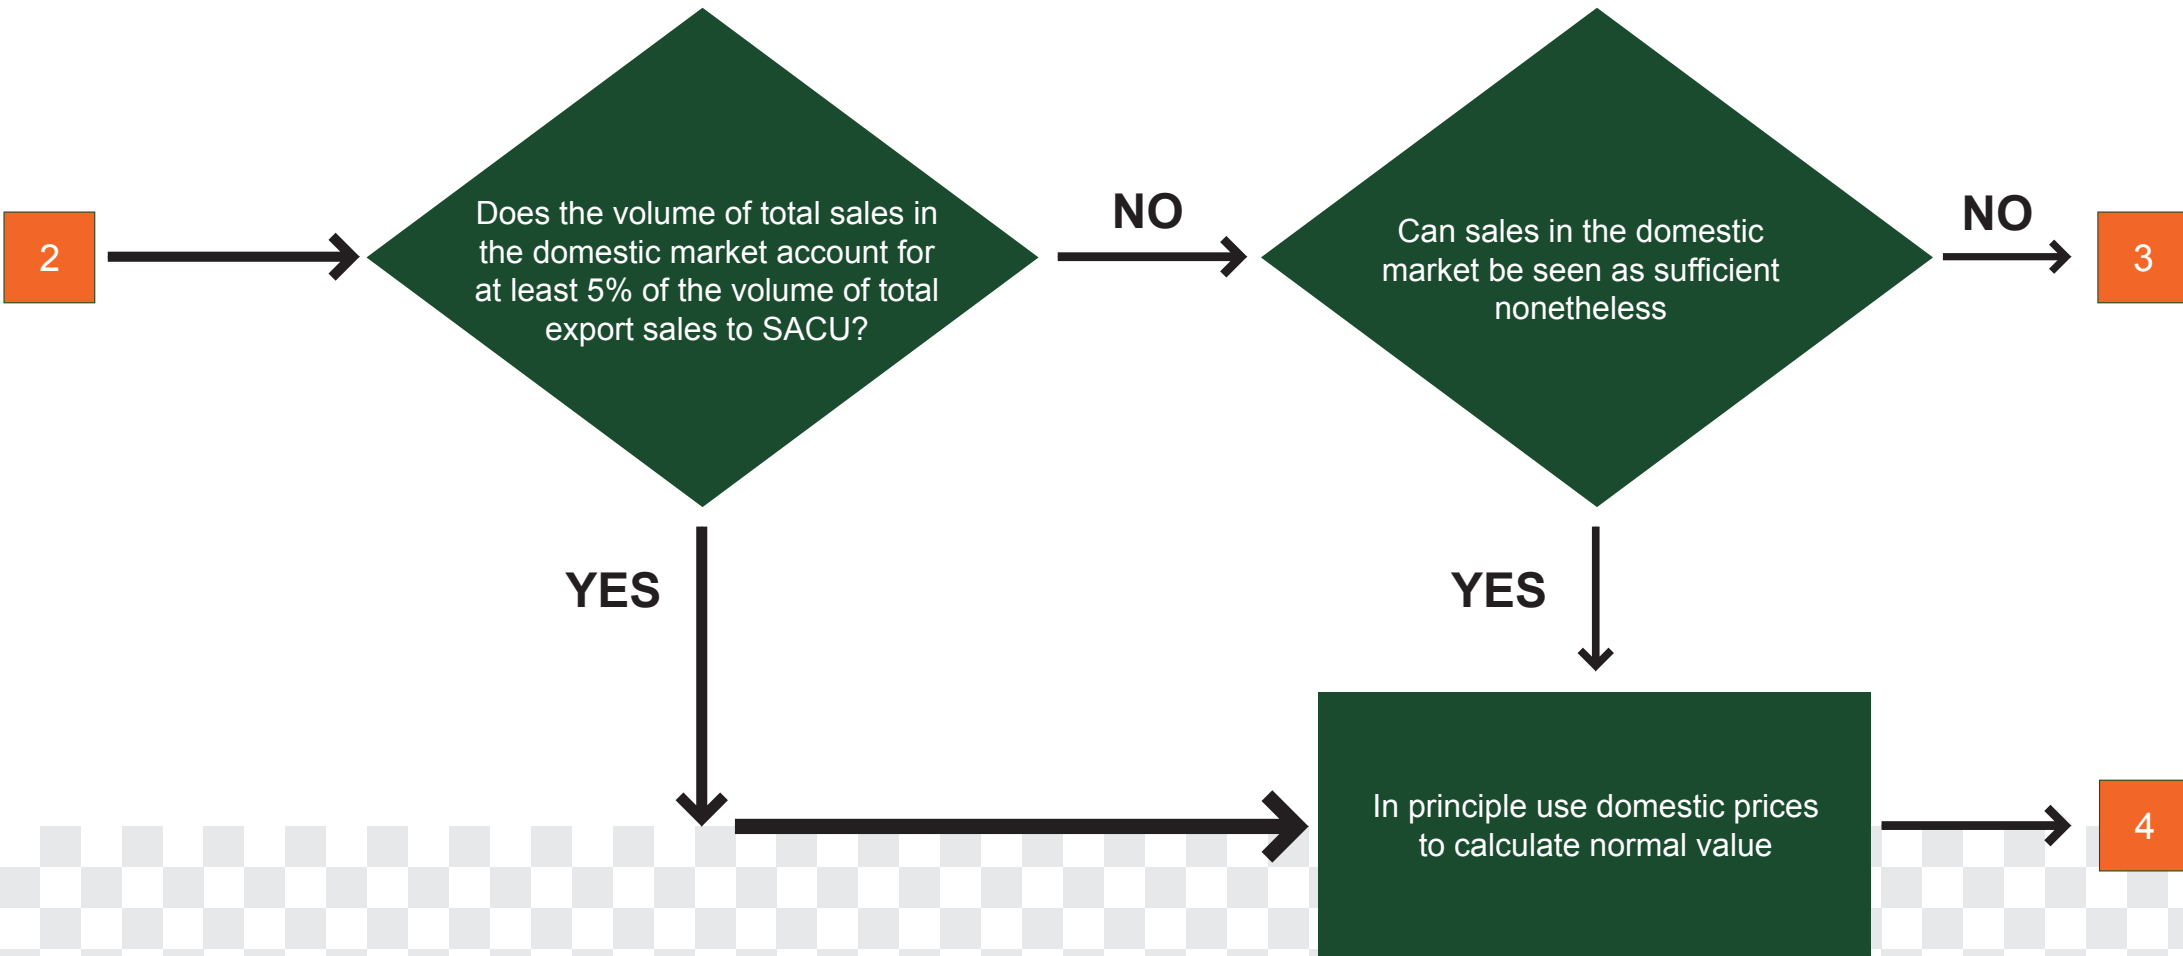 2
Does the volume of total sales in
the domestic market account for
at least 5% of the volume of total
export sales to SACU?
NO
Can sales in the domestic
market be seen as sufficient
nonetheless
NO
3
YES
YES
In principle use domestic prices
to calculate normal value
4